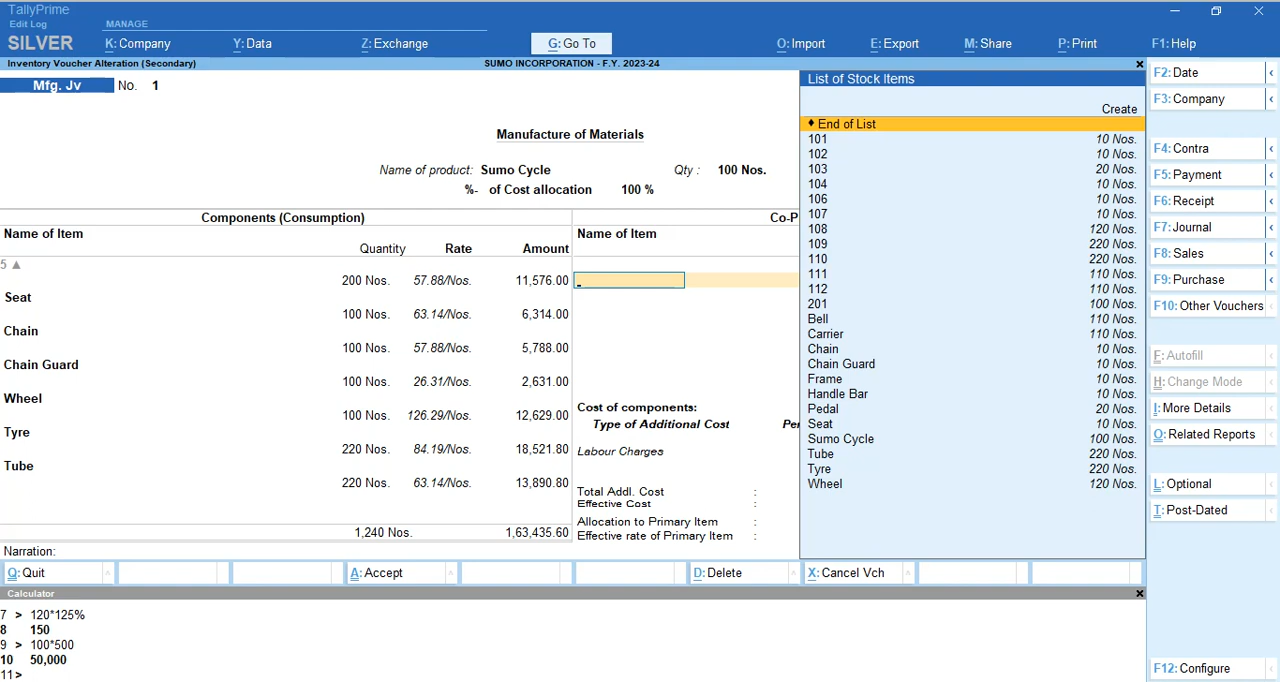 TallyPrime
Edit Log
SILVER
MANAGE
K: Company
Y: Data
Z: Exchange
G: Go To
O: Import
E: Export
M: Share
P: Print
F1: Help
Inventory Voucher Alteration (Secondary)
SUMO INCORPORATION - F.Y. 2023-24
Mfg. Jv No. 1
Manufacture of Materials
Name of product: Sumo Cycle Qty : 100 Nos.
%- of Cost allocation 100 %
Components (Consumption)
Name of Item
Quantity Rate Amount
5
200 Nos. 57.88/Nos. 11,576.00
Seat
100 Nos. 63.14/Nos. 6,314.00
Chain
100 Nos. 57.88/Nos. 5,788.00
Chain Guard
100 Nos. 26.31/Nos. 2,631.00
Wheel
100 Nos. 126.29/Nos. 12,629.00
Tyre
220 Nos. 84.19/Nos. 18,521.80
Tube
220 Nos. 63.14/Nos. 13,890.80
1,240 Nos. 1,63,435.60
Co-P
Name of Item
Cost of components:
Type of Additional Cost Per
Labour Charges
Total Addl. Cost :
Effective Cost :
Allocation to Primary Item :
Effective rate of Primary Item :
List of Stock Items
Create
♦ End of List
101 10 Nos.
102 10 Nos.
103 20 Nos.
104 10 Nos.
106 10 Nos.
107 10 Nos.
108 120 Nos.
109 220 Nos.
110 220 Nos.
111 110 Nos.
112 110 Nos.
201 100 Nos.
Bell 110 Nos.
Carrier 110 Nos.
Chain 10 Nos.
Chain Guard 10 Nos.
Frame 10 Nos.
Handle Bar 10 Nos.
Pedal 20 Nos.
Seat 10 Nos.
Sumo Cycle 100 Nos.
Tube 220 Nos.
Tyre 220 Nos.
Wheel 120 Nos.
Narration:
Q: Quit
A: Accept
D: Delete
X: Cancel Vch
Calculator
7 > 120*125%
8 150
9 > 100*500
10 50,000
11>
F2: Date
F3: Company
F4: Contra
F5: Payment
F6: Receipt
F7: Journal
F8: Sales
F9: Purchase
F10: Other Vouchers
F: Autofill
H: Change Mode
I: More Details
O: Related Reports
L: Optional
T: Post-Dated
F12: Configure